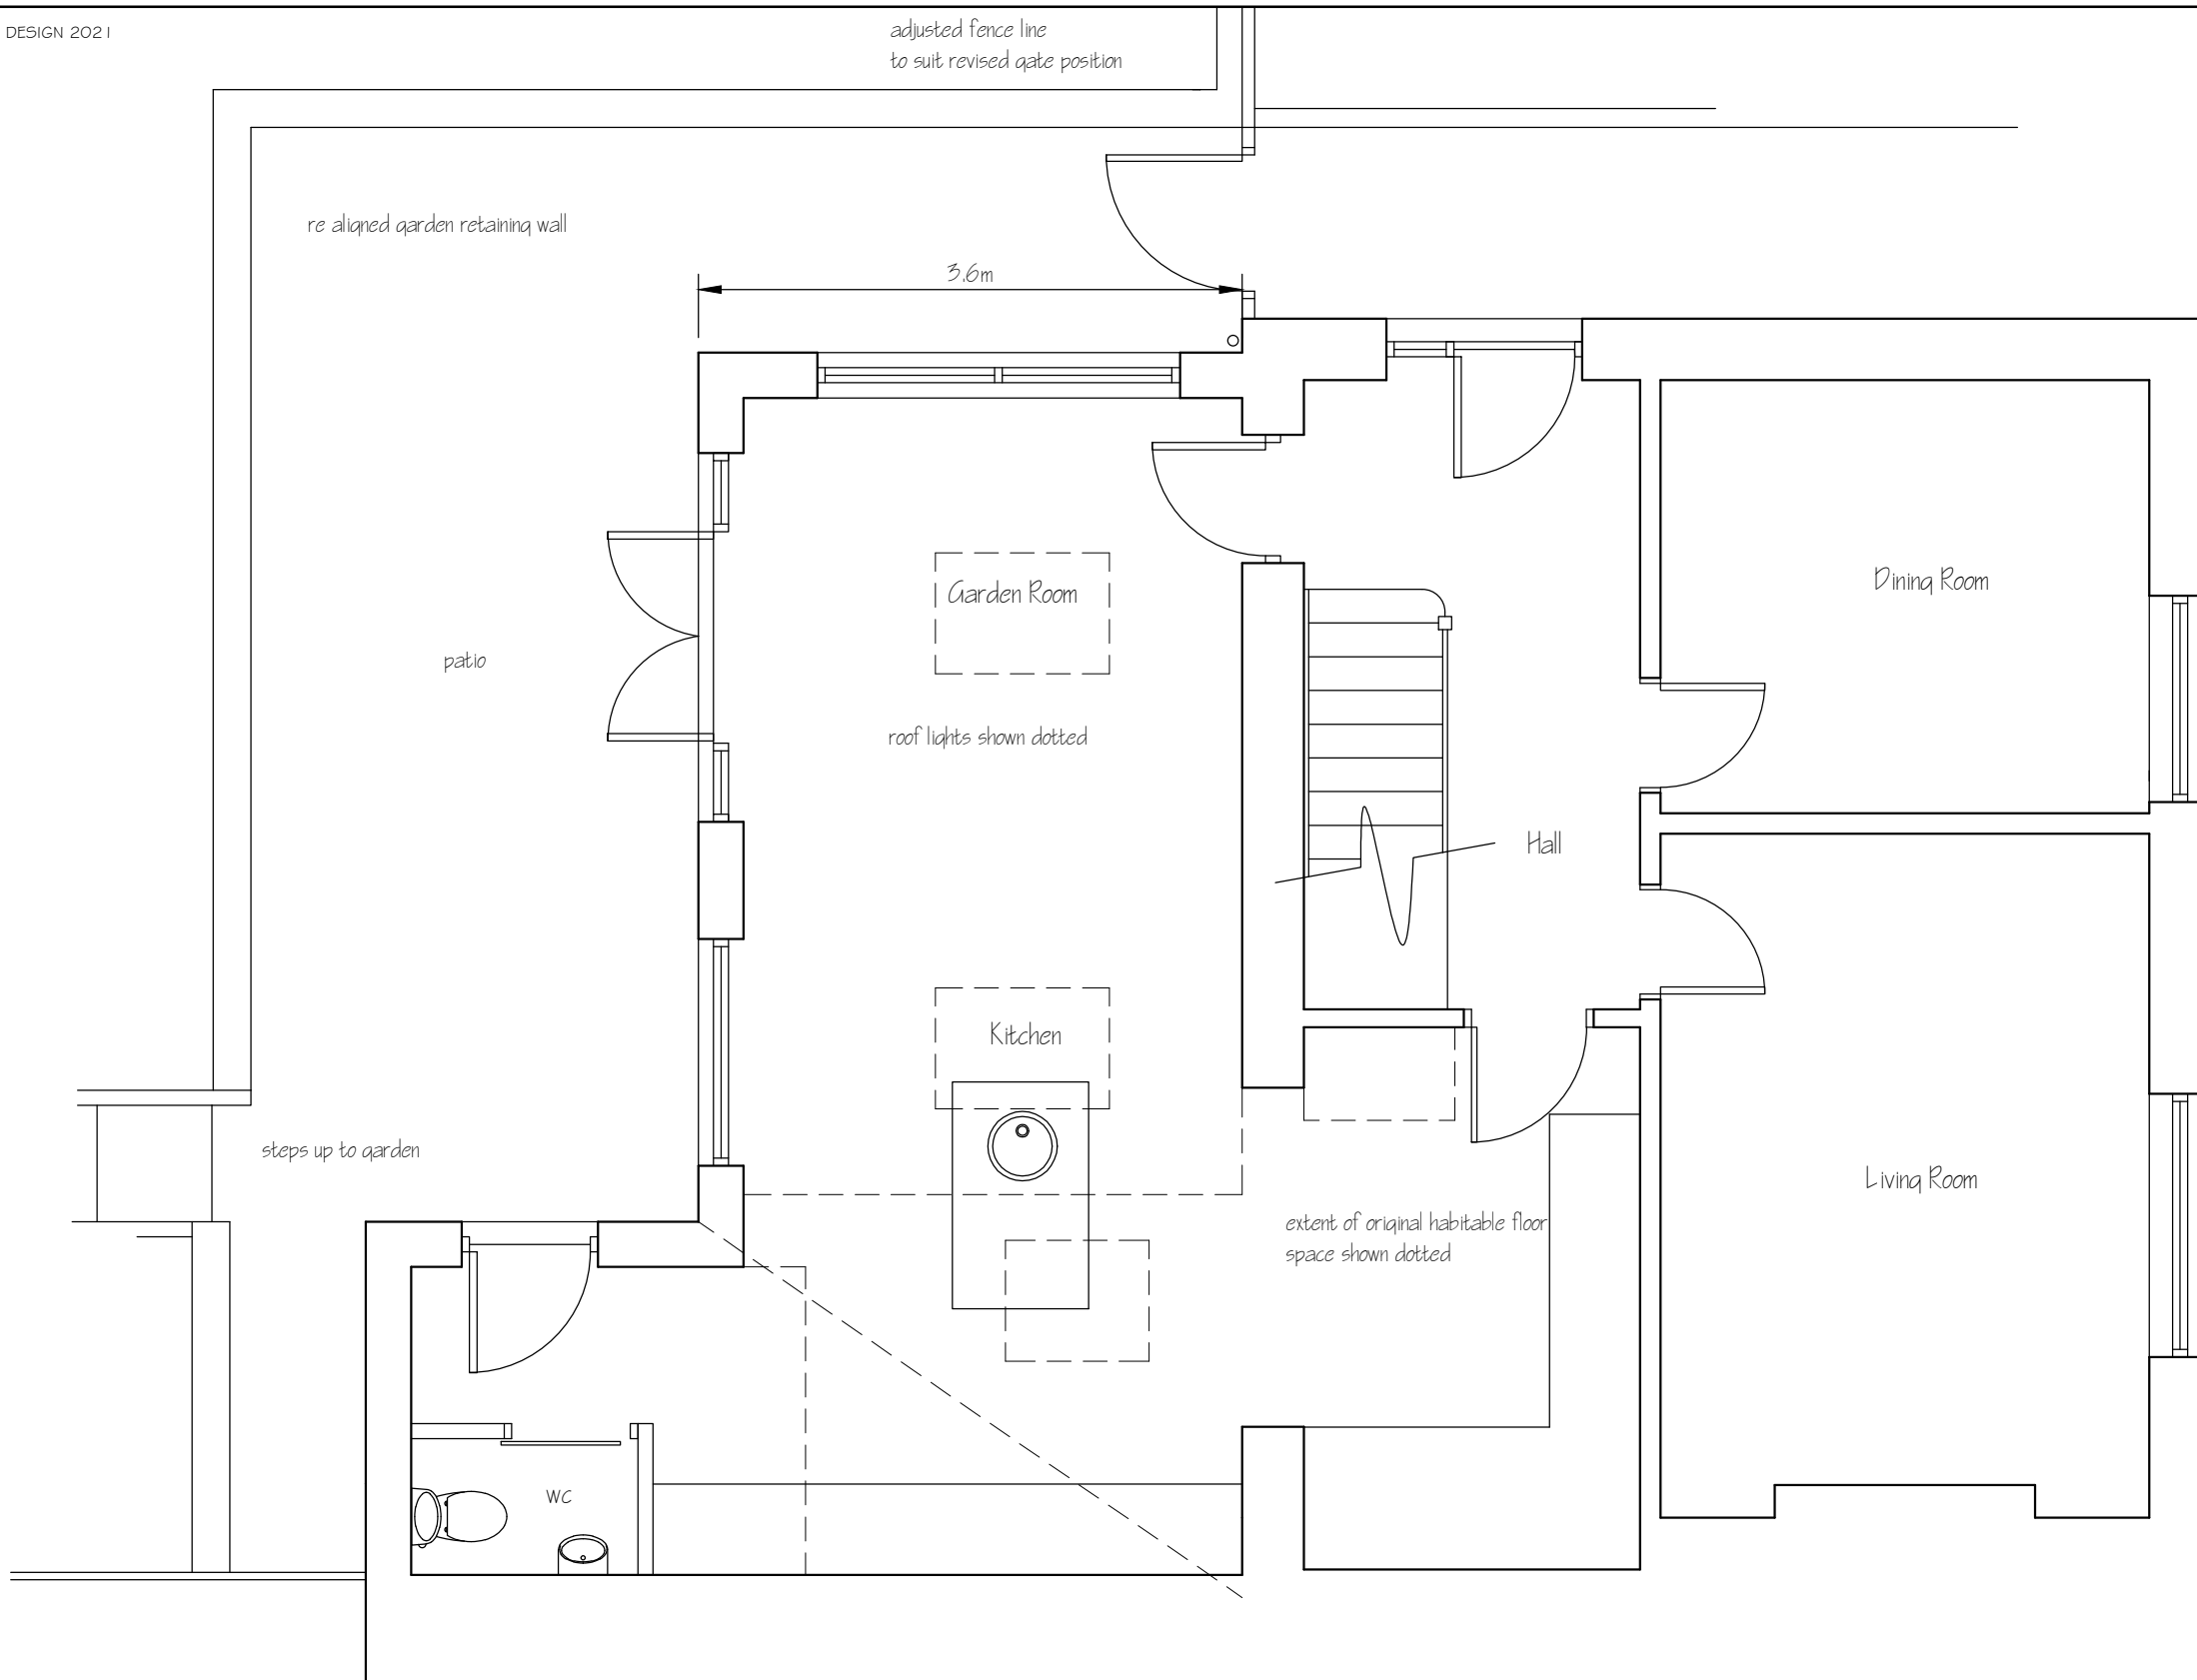 DESIGN 2021
adjusted fence line
to suit revised gate position
re aligned garden retaining wall
3.6m
Garden Room
Dining Room
patio
roof lights shown dotted
Hall
Kitchen
steps up to garden
Living Room
extent of original habitable floor
space shown dotted
WC